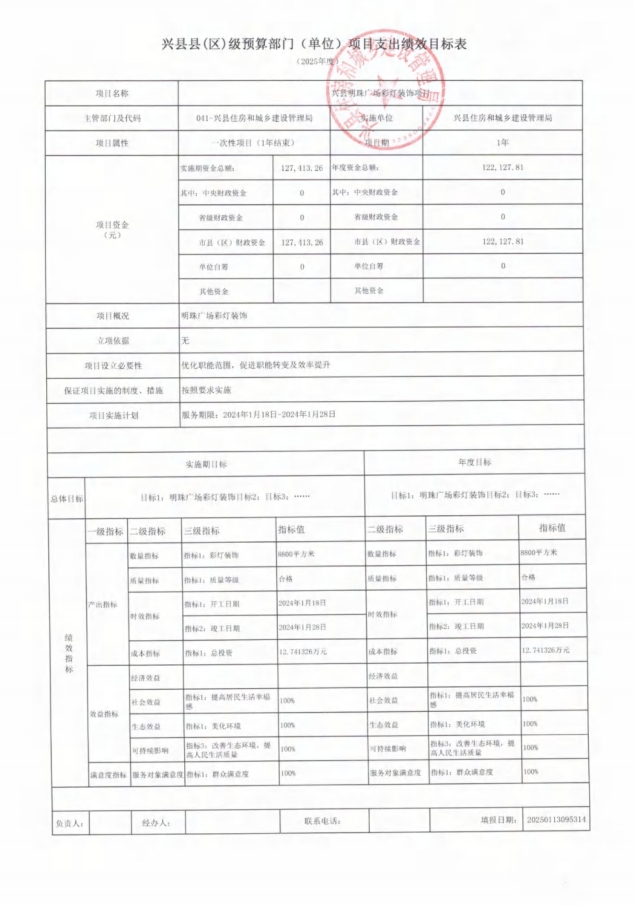 兴县县(区)级预算部门（单位）项目支出绩效目标表
（2025年度）
项目名称 兴县明珠广场彩灯装饰项目
主管部门及代码 041-兴县住房和城乡建设管理局 实施单位 兴县住房和城乡建设管理局
项目属性 一次性项目（1年结束） 项目期 1年
项目资金（元）
实施期资金总额： 127,413.26 年度资金总额： 122,127.81
其中：中央财政资金 0 其中：中央财政资金 0
省级财政资金 0 省级财政资金 0
市县（区）财政资金 127,413.26 市县（区）财政资金 122,127.81
单位自筹 0 单位自筹 0
其他资金 其他资金
项目概况 明珠广场彩灯装饰
立项依据 无
项目设立必要性 优化职能范围，促进职能转变及效率提升
保证项目实施的制度、措施 按照要求实施
项目实施计划 服务期限：2024年1月18日-2024年1月28日
实施期目标 年度目标
总体目标 目标1：明珠广场彩灯装饰目标2；目标3；…… 目标1：明珠广场彩灯装饰目标2；目标3；……
绩效指标
一级指标 二级指标 三级指标 指标值 二级指标 三级指标 指标值
产出指标
数量指标 指标1：彩灯装饰 8800平方米 数量指标 指标1：彩灯装饰 8800平方米
质量指标 指标1：质量等级 合格 质量指标 指标1：质量等级 合格
时效指标 指标1：开工日期 2024年1月18日 时效指标 指标1：开工日期 2024年1月18日
指标2：竣工日期 2024年1月28日 指标2：竣工日期 2024年1月28日
成本指标 指标1：总投资 12.741326万元 成本指标 指标1：总投资 12.741326万元
效益指标
经济效益 经济效益
社会效益 指标1：提高居民生活幸福感 100% 社会效益 指标1：提高居民生活幸福感 100%
生态效益 指标1：美化环境 100% 生态效益 指标1：美化环境 100%
可持续影响 指标3：改善生态环境，提高人民生活质量 100% 可持续影响 指标3：改善生态环境，提高人民生活质量 100%
满意度指标 服务对象满意度 指标1：群众满意度 100% 服务对象满意度 指标1：群众满意度 100%
负责人： 经办人： 联系电话： 填报日期： 20250113095314